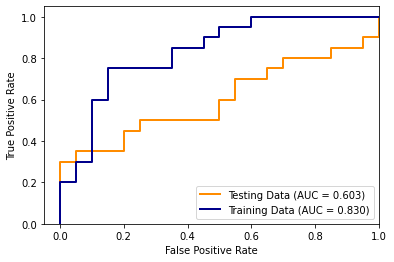 1.0
0.8
0.6
0.4
0.2
0.0
True Positive Rate
Testing Data (AUC = 0.603)
Training Data (AUC = 0.830)
0.0 0.2 0.4 0.6 0.8 1.0
False Positive Rate